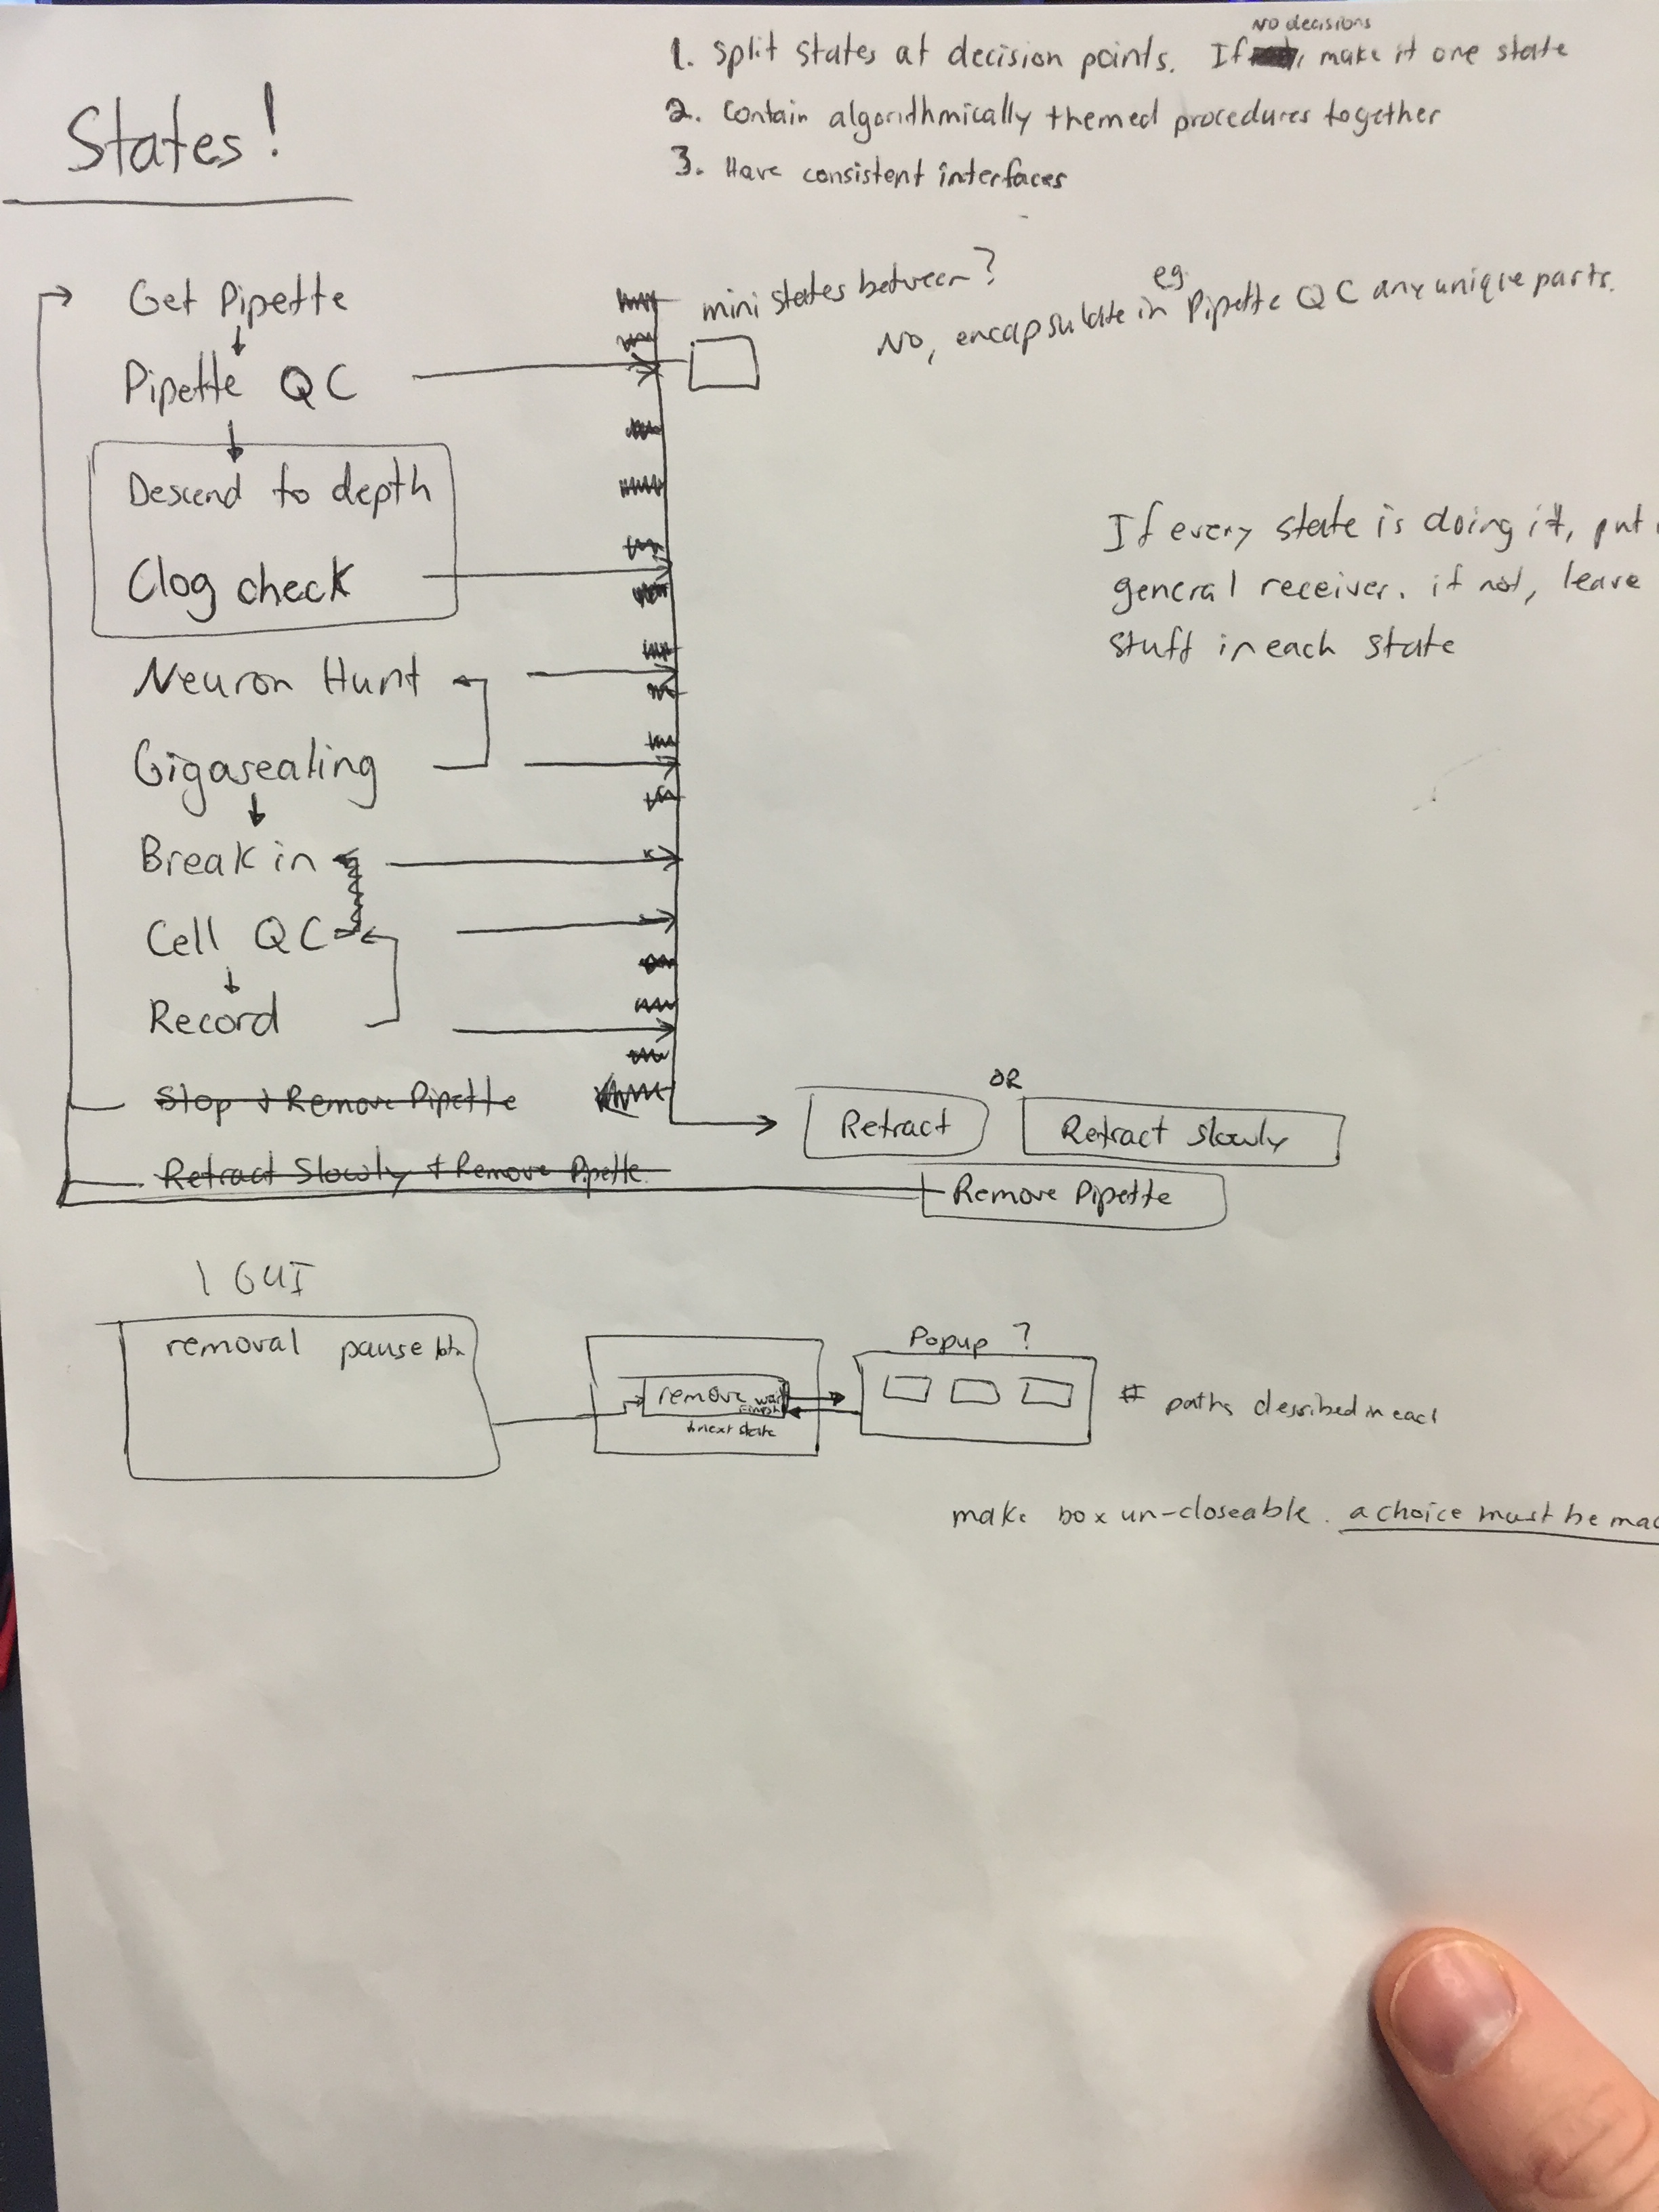 States!
NO decisions
1. split states at decision points. If, make it one state
2. Contain algorithmically themed procedures together
3. Have consistent interfaces
Get Pipette
Pipette QC
Descend to depth
Clog check
Neuron Hunt
Gigasealing
Break in
Cell QC
Record
Stop + Remove Pipette
Retract Slowly + Remove Pipette
mini states between?
eg.
No, encapsulate in Pipette QC any unique parts.
If every state is doing it, put
general receiver. if not, leave
stuff in each state
OR
Retract
Retract slowly
Remove Pipette
1 GUI
removal pause btn
remove wait
Finish
+next state
Popup ?
# paths described in each
make box un-closeable. a choice must be